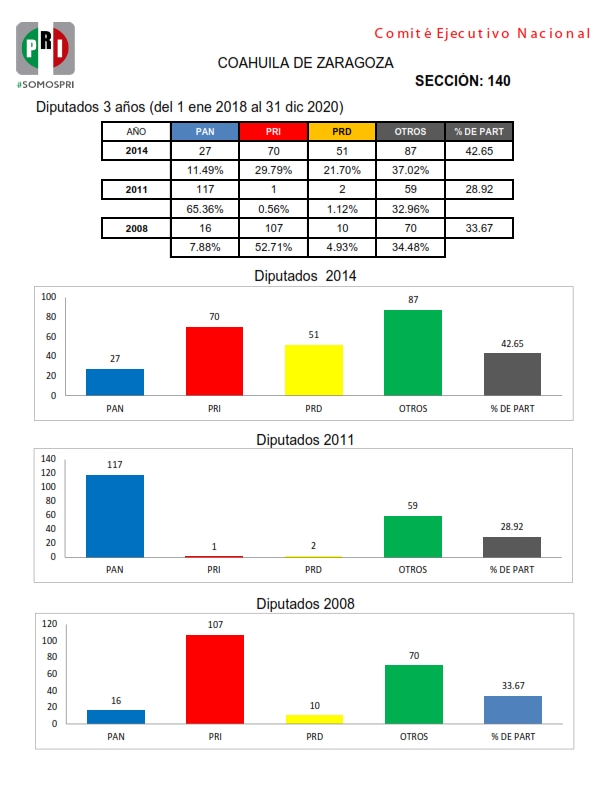 Comité Ejecutivo Nacional
PRI
#SOMOSPRI
COAHUILA DE ZARAGOZA
SECCIÓN: 140
Diputados 3 años (del 1 ene 2018 al 31 dic 2020)
AÑO PAN PRI PRD OTROS % DE PART
2014 27 70 51 87 42.65
11.49% 29.79% 21.70% 37.02%
2011 117 1 2 59 28.92
65.36% 0.56% 1.12% 32.96%
2008 16 107 10 70 33.67
7.88% 52.71% 4.93% 34.48%
Diputados 2014
100
80
60
40
20
0
27
70
51
87
42.65
PAN PRI PRD OTROS % DE PART
Diputados 2011
140
120
100
80
60
40
20
0
117
1
2
59
28.92
PAN PRI PRD OTROS % DE PART
Diputados 2008
120
100
80
60
40
20
0
16
107
10
70
33.67
PAN PRI PRD OTROS % DE PART